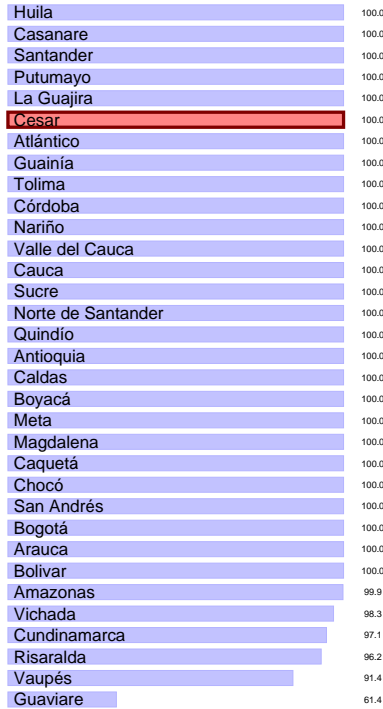 Huila 100.0
Casanare 100.0
Santander 100.0
Putumayo 100.0
La Guajira 100.0
Cesar 100.0
Atlántico 100.0
Guainía 100.0
Tolima 100.0
Córdoba 100.0
Nariño 100.0
Valle del Cauca 100.0
Cauca 100.0
Sucre 100.0
Norte de Santander 100.0
Quindío 100.0
Antioquia 100.0
Caldas 100.0
Boyacá 100.0
Meta 100.0
Magdalena 100.0
Caquetá 100.0
Chocó 100.0
San Andrés 100.0
Bogotá 100.0
Arauca 100.0
Bolivar 100.0
Amazonas 99.9
Vichada 98.3
Cundinamarca 97.1
Risaralda 96.2
Vaupés 91.4
Guaviare 61.4